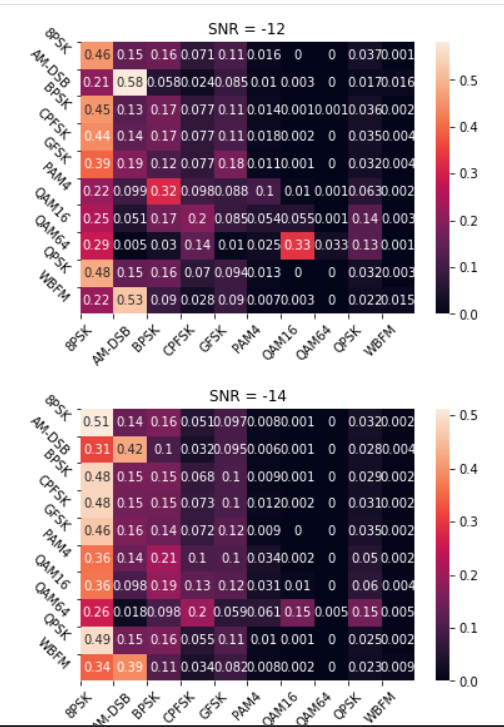 SNR = -12
8PSK 0.46 0.15 0.16 0.071 0.11 0.016 0 0 0.037 0.001
AM-DSB 0.21 0.58 0.058 0.024 0.085 0.01 0.003 0 0.017 0.016
BPSK 0.45 0.13 0.17 0.077 0.11 0.014 0.001 0.001 0.036 0.002
CPFSK 0.44 0.14 0.17 0.077 0.11 0.018 0.002 0 0.035 0.004
GFSK 0.39 0.19 0.12 0.077 0.18 0.011 0.001 0 0.032 0.004
PAM4 0.22 0.099 0.32 0.098 0.088 0.1 0.01 0.001 0.063 0.002
QAM16 0.25 0.051 0.17 0.2 0.085 0.054 0.055 0.001 0.14 0.003
QAM64 0.29 0.005 0.03 0.14 0.01 0.025 0.33 0.033 0.13 0.001
QPSK 0.48 0.15 0.16 0.07 0.094 0.013 0 0 0.032 0.003
WBFM 0.22 0.53 0.09 0.028 0.09 0.007 0.003 0 0.022 0.015
8PSK AM-DSB BPSK CPFSK GFSK PAM4 QAM16 QAM64 QPSK WBFM
0.5
0.4
0.3
0.2
0.1
0.0
SNR = -14
8PSK 0.51 0.14 0.16 0.051 0.097 0.008 0.001 0 0.032 0.002
AM-DSB 0.31 0.42 0.1 0.032 0.095 0.006 0.001 0 0.028 0.004
BPSK 0.48 0.15 0.15 0.068 0.1 0.009 0.001 0 0.029 0.002
CPFSK 0.48 0.15 0.15 0.073 0.1 0.012 0.002 0 0.031 0.002
GFSK 0.46 0.16 0.14 0.072 0.12 0.009 0 0 0.035 0.002
PAM4 0.36 0.14 0.21 0.1 0.1 0.034 0.002 0 0.05 0.002
QAM16 0.36 0.098 0.19 0.13 0.12 0.031 0.01 0 0.06 0.004
QAM64 0.26 0.018 0.098 0.2 0.059 0.061 0.15 0.005 0.15 0.005
QPSK 0.49 0.15 0.16 0.055 0.11 0.01 0.001 0 0.025 0.002
WBFM 0.34 0.39 0.11 0.034 0.082 0.008 0.002 0 0.023 0.009
8PSK AM-DSB BPSK CPFSK GFSK PAM4 QAM16 QAM64 QPSK WBFM
0.5
0.4
0.3
0.2
0.1
0.0